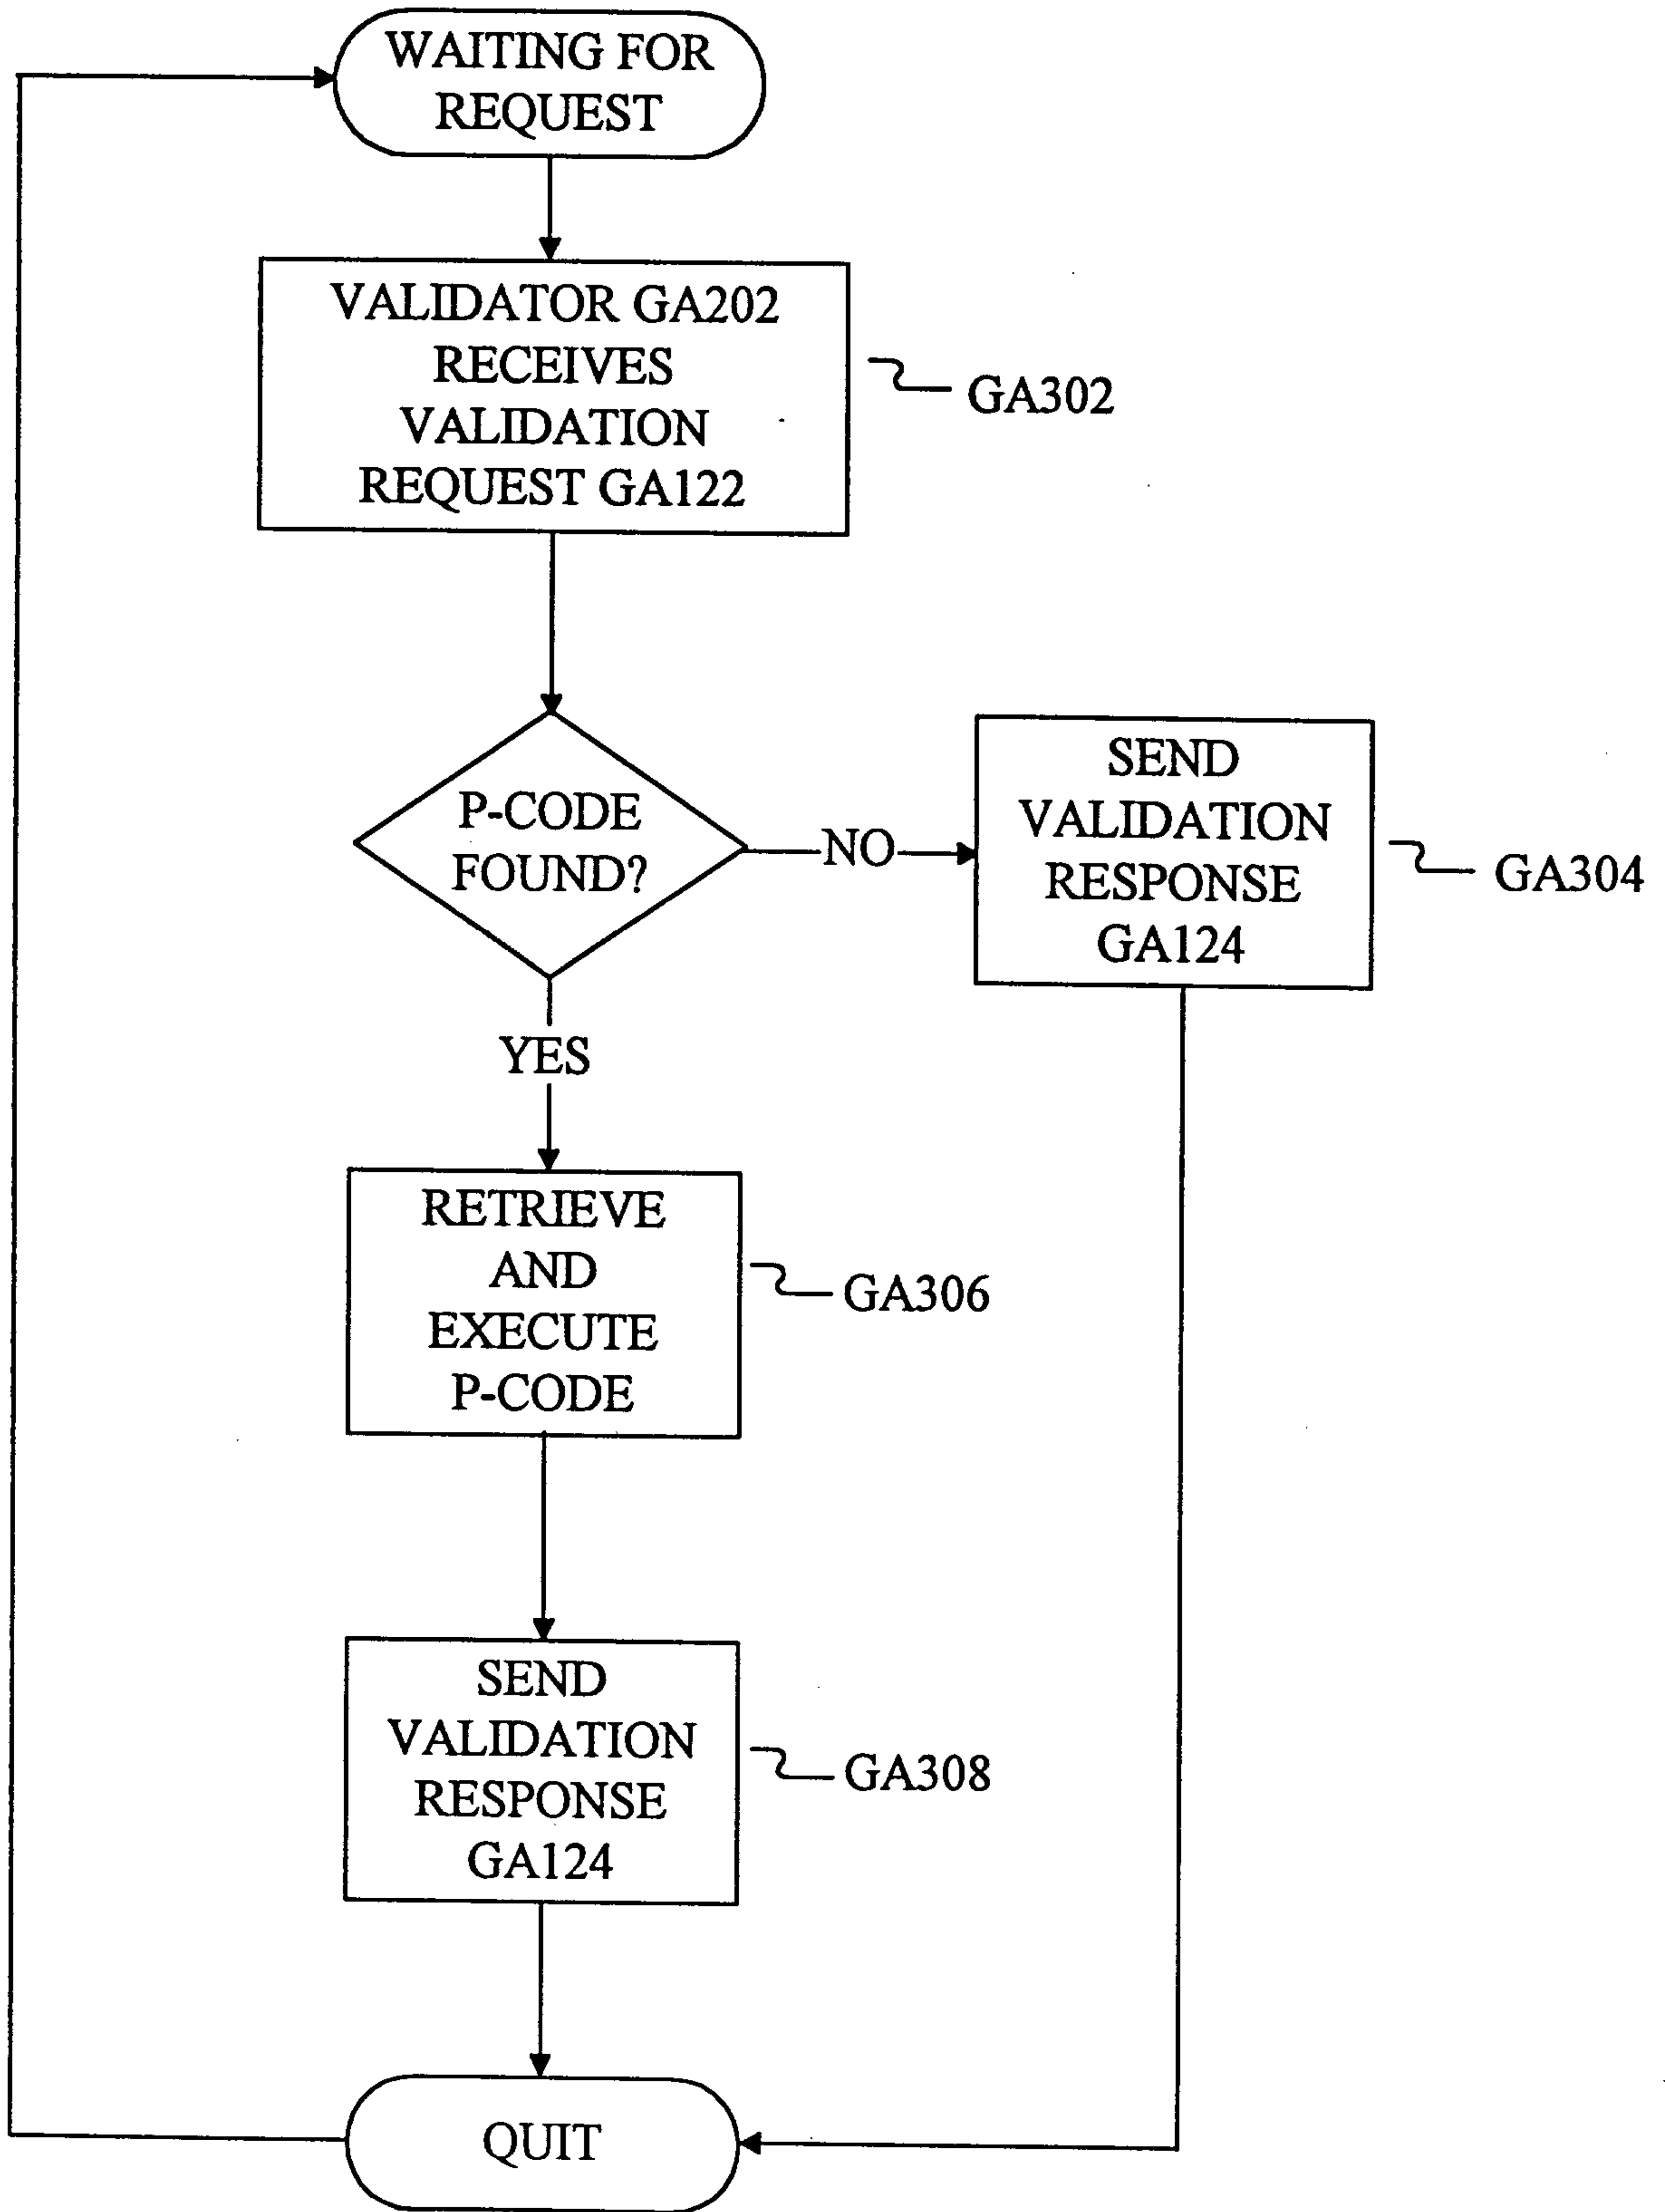 WAITING FOR
REQUEST
VALIDATOR GA202
RECEIVES
VALIDATION
REQUEST GA122
GA302
P-CODE
FOUND?
NO
SEND
VALIDATION
RESPONSE
GA124
GA304
YES
RETRIEVE
AND
EXECUTE
P-CODE
GA306
SEND
VALIDATION
RESPONSE
GA124
GA308
QUIT